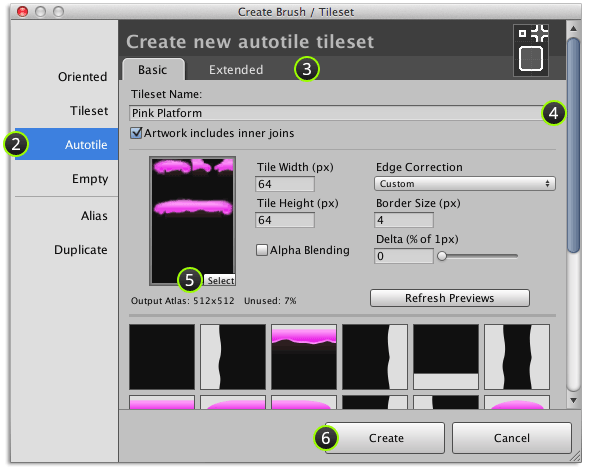 Create Brush / Tileset
Create new autotile tileset
Oriented
Tileset
2
Autotile
Empty
Alias
Duplicate
Basic
Extended
3
Tileset Name:
Pink Platform
4
Artwork includes inner joins
Tile Width (px)
64
Edge Correction
Custom
Tile Height (px)
64
Border Size (px)
4
Alpha Blending
Delta (% of 1px)
0
5
Select
Output Atlas: 512x512 Unused: 7%
Refresh Previews
6
Create
Cancel